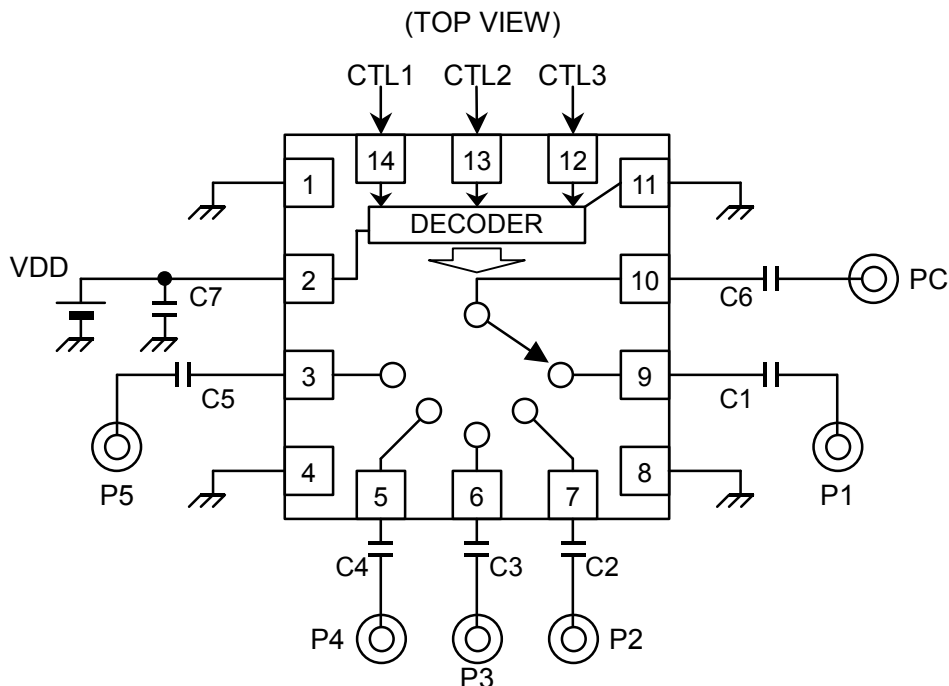 (TOP VIEW)
CTL1 CTL2 CTL3
14 13 12
1 11
DECODER
VDD
2 10
C7 C6 PC
3 9
C5 C1
4 8
P5 P1
5 6 7
C4 C3 C2
P4 P3 P2